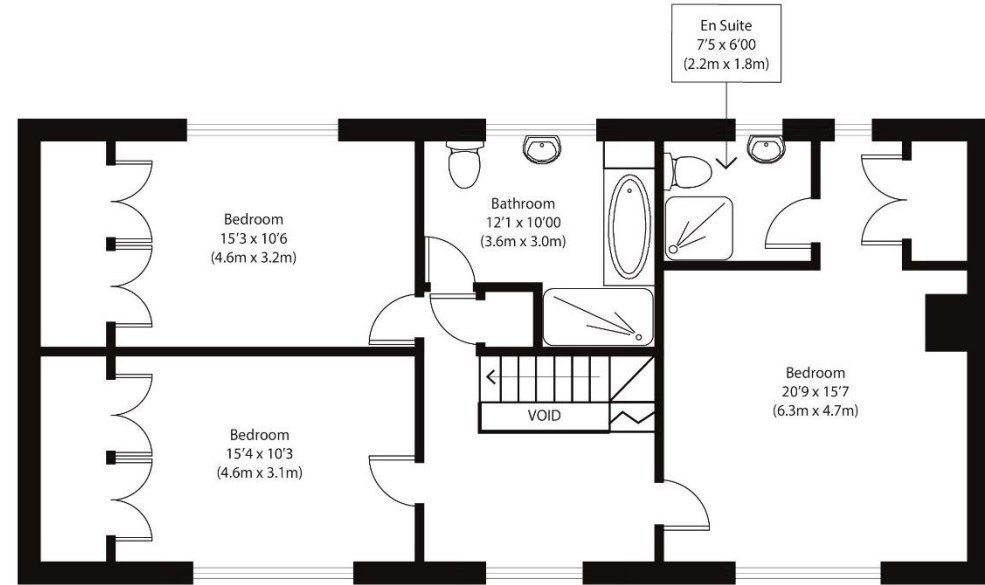 En Suite
7'5 x 6'00
(2.2m x 1.8m)
Bedroom
15'3 x 10'6
(4.6m x 3.2m)
Bathroom
12'1 x 10'00
(3.6m x 3.0m)
Bedroom
20'9 x 15'7
(6.3m x 4.7m)
VOID
Bedroom
15'4 x 10'3
(4.6m x 3.1m)